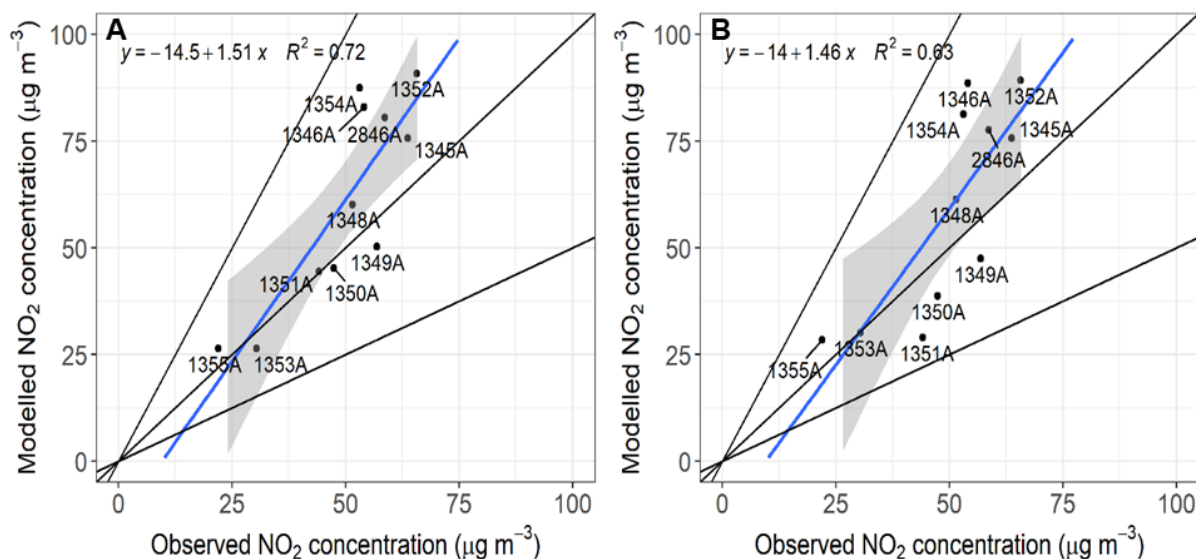 A
y = −14.5 + 1.51 x R² = 0.72
Modelled NO₂ concentration (μg m⁻³)
100
75
50
25
0
1354A
1352A
1346A
2846A
1345A
1348A
1349A
1351A
1350A
1355A
1353A
0 25 50 75 100
Observed NO₂ concentration (μg m⁻³)
B
y = −14 + 1.46 x R² = 0.63
Modelled NO₂ concentration (μg m⁻³)
100
75
50
25
0
1346A
1352A
1354A
1345A
2846A
1348A
1349A
1350A
1353A
1351A
1355A
0 25 50 75 100
Observed NO₂ concentration (μg m⁻³)